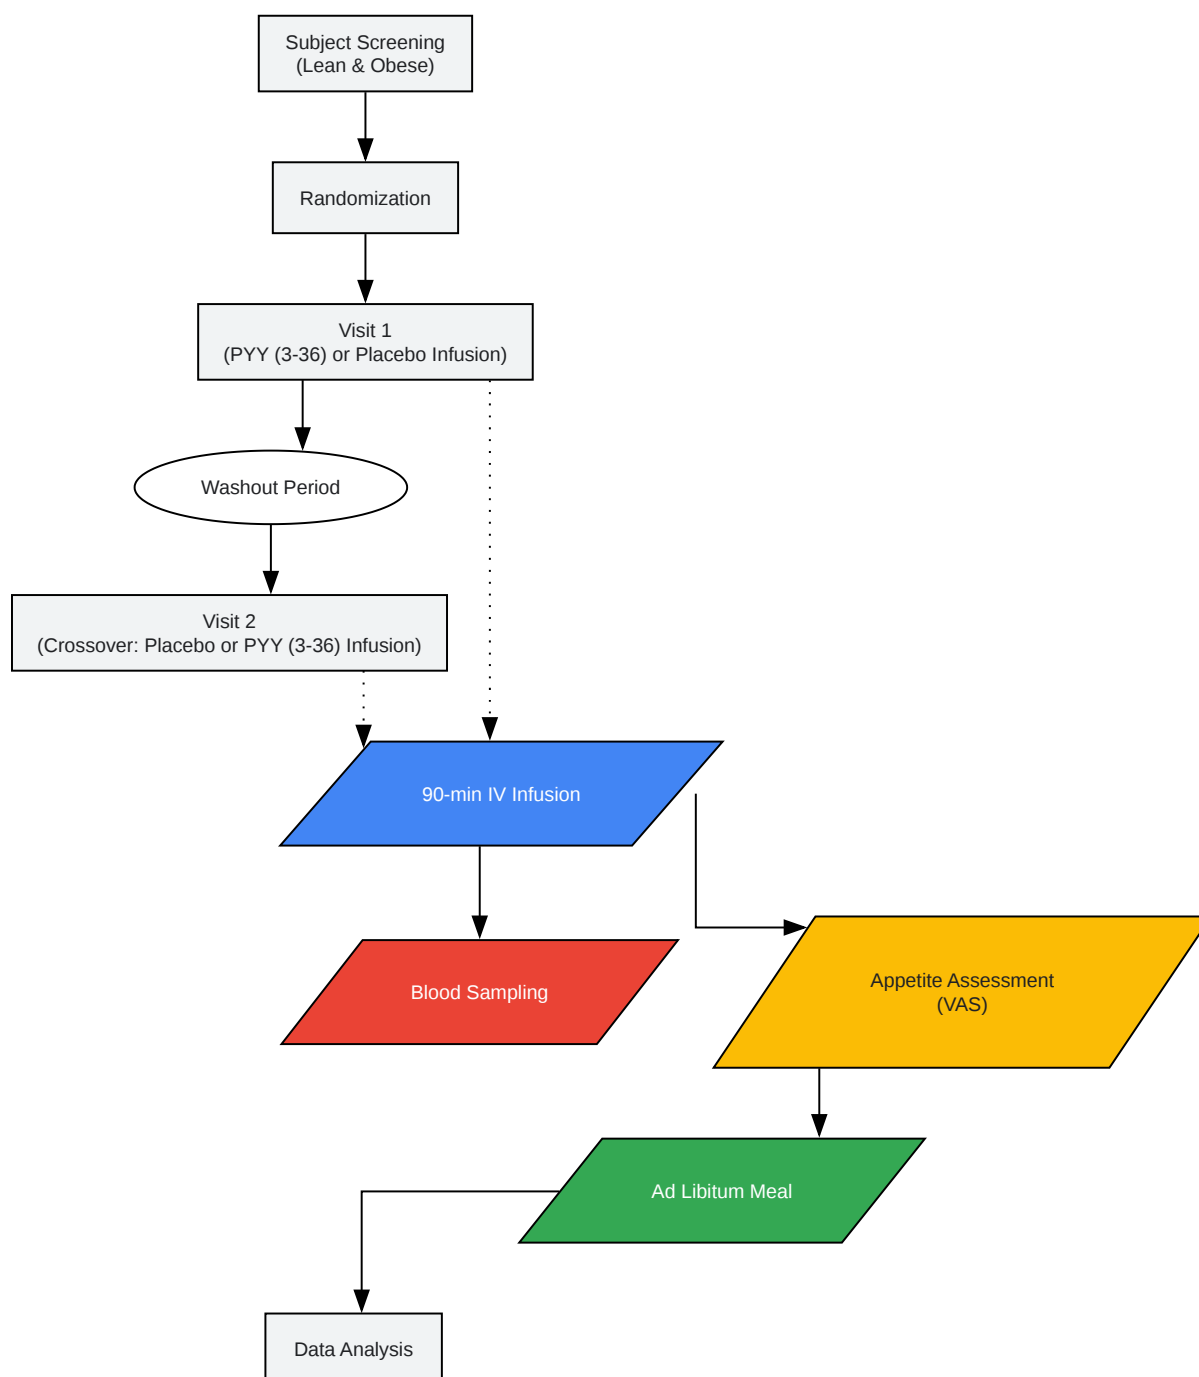 Subject Screening
(Lean & Obese)
Randomization
Visit 1
(PYY (3-36) or Placebo Infusion)
Washout Period
Visit 2
(Crossover: Placebo or PYY (3-36) Infusion)
90-min IV Infusion
Blood Sampling
Appetite Assessment
(VAS)
Ad Libitum Meal
Data Analysis